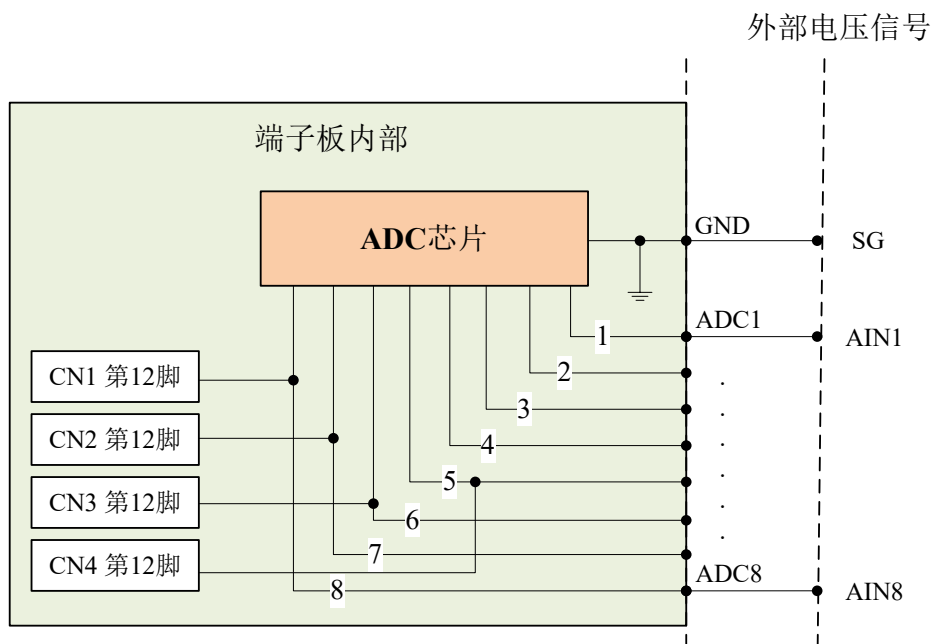 外部电压信号
端子板内部
ADC芯片
GND
SG
ADC1
AIN1
1
2
3
4
5
6
7
8
CN1 第12脚
CN2 第12脚
CN3 第12脚
CN4 第12脚
ADC8
AIN8